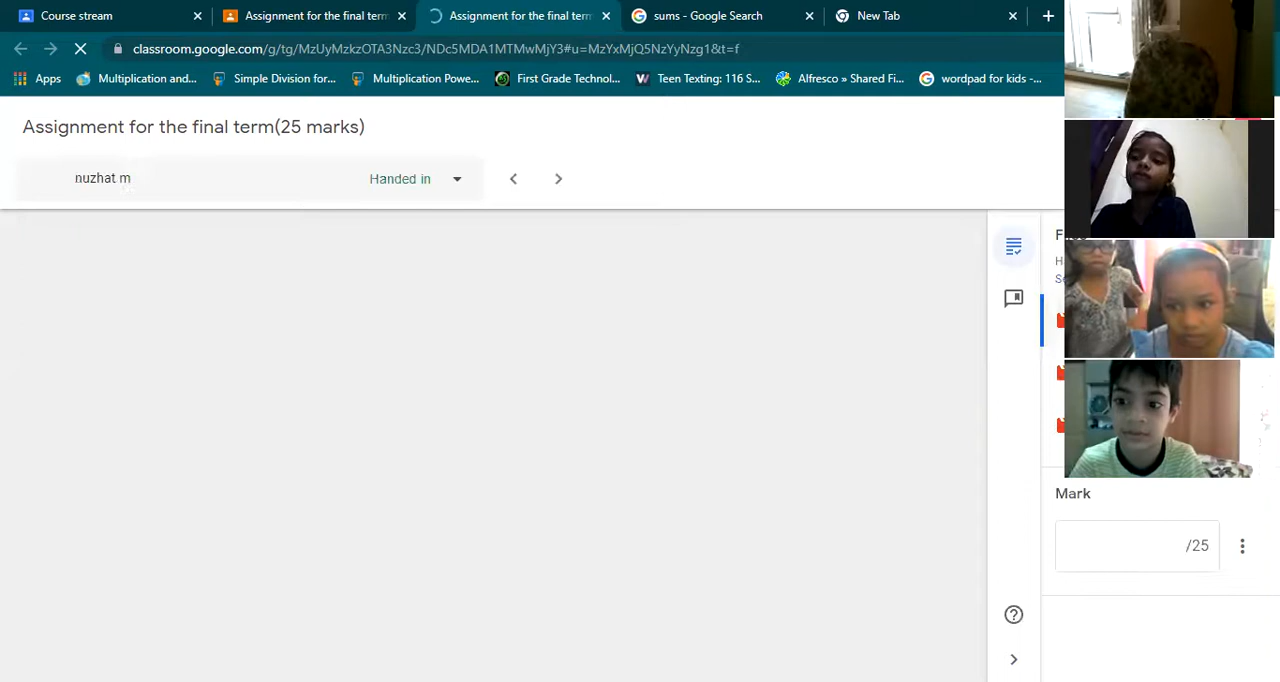 Course stream
Assignment for the final term
Assignment for the final term
sums - Google Search
New Tab
classroom.google.com/g/tg/MzUyMzkzOTA3Nzc3/NDc5MDA1MTMwMjY3#u=MzYxMjQ5NzYyNzg1&t=f
Apps
Multiplication and...
Simple Division for...
Multiplication Powe...
First Grade Technol...
Teen Texting: 116 S...
Alfresco » Shared Fi...
wordpad for kids -...
Assignment for the final term(25 marks)
nuzhat m
Handed in
Mark
/25